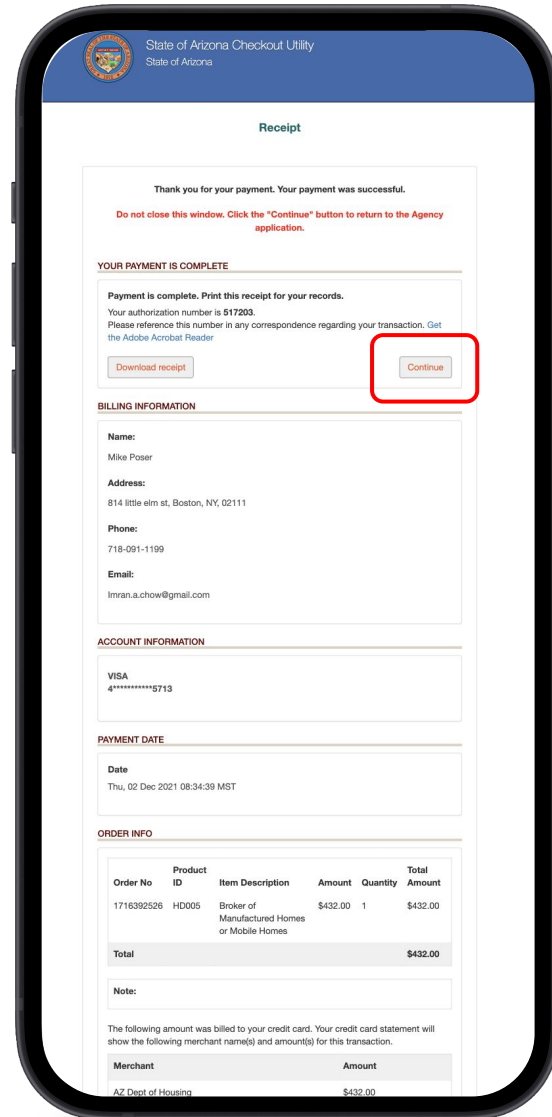 State of Arizona Checkout Utility
State of Arizona
Receipt
Thank you for your payment. Your payment was successful.
Do not close this window. Click the "Continue" button to return to the Agency
application.
YOUR PAYMENT IS COMPLETE
Payment is complete. Print this receipt for your records.
Your authorization number is 517203.
Please reference this number in any correspondence regarding your transaction. Get
the Adobe Acrobat Reader
Download receipt
Continue
BILLING INFORMATION
Name:
Mike Poser
Address:
814 little elm st, Boston, NY, 02111
Phone:
718-091-1199
Email:
Imran.a.chow@gmail.com
ACCOUNT INFORMATION
VISA
4***********5713
PAYMENT DATE
Date
Thu, 02 Dec 2021 08:34:39 MST
ORDER INFO
Order No Product ID Item Description Amount Quantity Total Amount
1716392526 HD005 Broker of $432.00 1 $432.00
Manufactured Homes
or Mobile Homes
Total $432.00
Note:
The following amount was billed to your credit card. Your credit card statement will
show the following merchant name(s) and amount(s) for this transaction.
Merchant Amount
AZ Dept of Housing $432.00